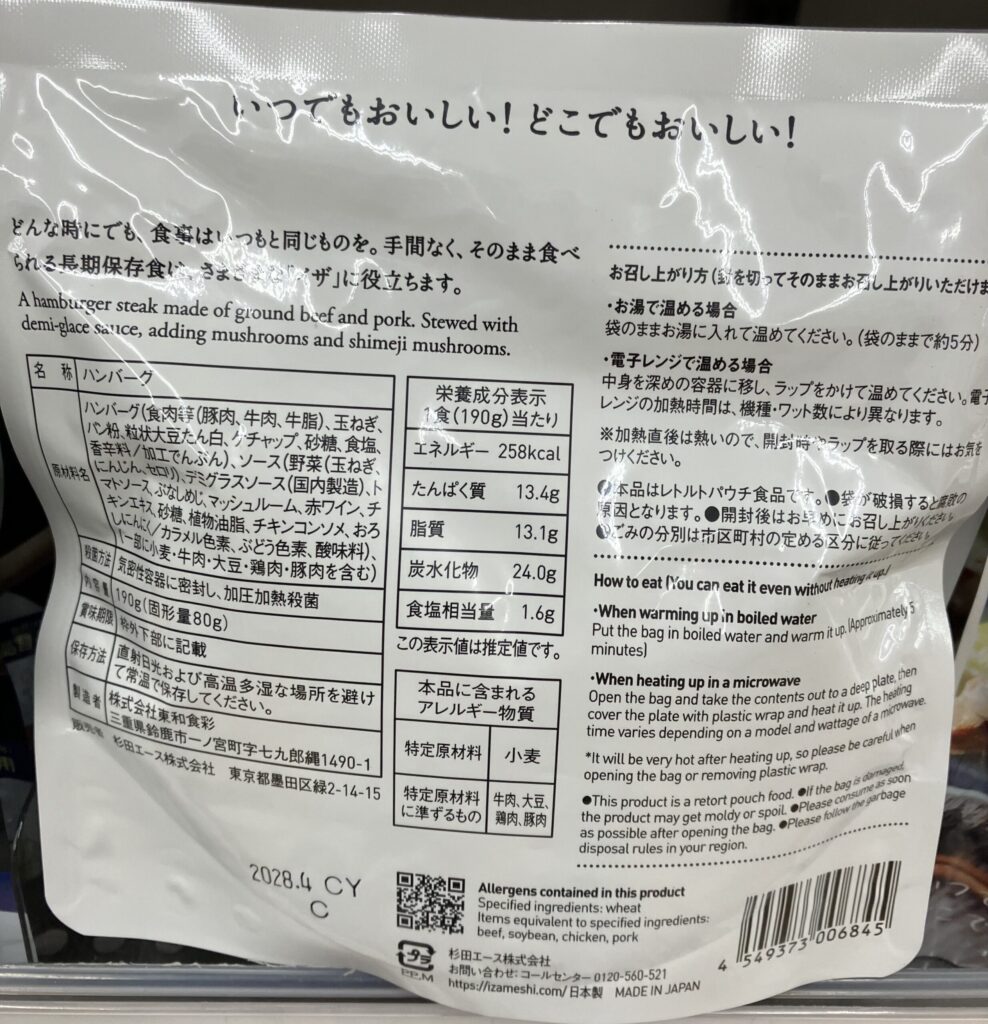 いつでもおいしい！どこでもおいしい！
どんな時にでも、食事はいつもと同じものを。手間なく、そのまま食べ
られる長期保存食は、さまざまな「イザ」に役立ちます。
A hamburger steak made of ground beef and pork. Stewed with
demi-glace sauce, adding mushrooms and shimeji mushrooms.
名 称 ハンバーグ
原材料名
ハンバーグ(食肉等(豚肉、牛肉、牛脂)、玉ねぎ、
パン粉、粒状大豆たん白、ケチャップ、砂糖、食塩、
香辛料／加工でんぷん)、ソース(野菜(玉ねぎ、
にんじん、セロリ)、デミグラスソース(国内製造)、ト
マトソース、ぶなしめじ、マッシュルーム、赤ワイン、チ
キンエキス、砂糖、植物油脂、チキンコンソメ、おろ
しにんにく／カラメル色素、ぶどう色素、酸味料)、
(一部に小麦・牛肉・大豆・鶏肉・豚肉を含む)
殺菌方法 気密性容器に密封し、加圧加熱殺菌
内容量 190g(固形量80g)
賞味期限 枠外下部に記載
保存方法 直射日光および高温多湿な場所を避け
て常温で保存してください。
製造者 株式会社東和食彩
三重県鈴鹿市一ノ宮町字七九郎縄1490-1
販売者 杉田エース株式会社 東京都墨田区緑2-14-15
2028.4 CY
C
栄養成分表示
1食(190g)当たり
エネルギー 258kcal
たんぱく質 13.4g
脂質 13.1g
炭水化物 24.0g
食塩相当量 1.6g
この表示値は推定値です。
本品に含まれる
アレルギー物質
特定原材料 小麦
特定原材料に準ずるもの 牛肉、大豆、鶏肉、豚肉
お召し上がり方(封を切ってそのままお召し上がりいただけま
・お湯で温める場合
袋のままお湯に入れて温めてください。(袋のままで約5分)
・電子レンジで温める場合
中身を深めの容器に移し、ラップをかけて温めてください。電子
レンジの加熱時間は、機種・ワット数により異なります。
※加熱直後は熱いので、開封時やラップを取る際にはお気を
つけください。
●本品はレトルトパウチ食品です。●袋が破損すると腐敗の
原因となります。●開封後はお早めにお召し上がりください。
●ごみの分別は市区町村の定める区分に従ってください。
How to eat (You can eat it even without heating it up.)
・When warming up in boiled water
Put the bag in boiled water and warm it up. (Approximately 5
minutes)
・When heating up in a microwave
Open the bag and take the contents out to a deep plate, then
cover the plate with plastic wrap and heat it up. The heating
time varies depending on a model and wattage of a microwave.
*It will be very hot after heating up, so please be careful when
opening the bag or removing plastic wrap.
●This product is a retort pouch food. ●If the bag is damaged,
the product may get moldy or spoil. ●Please consume as soon
as possible after opening the bag. ●Please follow the garbage
disposal rules in your region.
Allergens contained in this product
Specified ingredients: wheat
Items equivalent to specified ingredients:
beef, soybean, chicken, pork
プラ
PP,M
杉田エース株式会社
お問い合わせ：コールセンター 0120-560-521
https://izameshi.com/ 日本製 MADE IN JAPAN
4 549373 006845